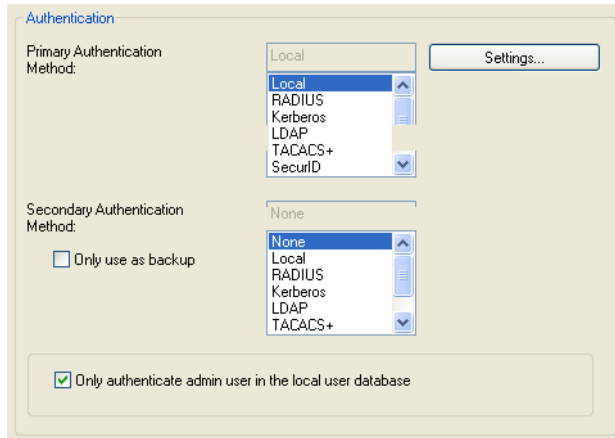 Authentication
Primary Authentication
Method:
Local
Settings...
Local
RADIUS
Kerberos
LDAP
TACACS+
SecurID
Secondary Authentication
Method:
None
Only use as backup
None
Local
RADIUS
Kerberos
LDAP
TACACS+
Only authenticate admin user in the local user database